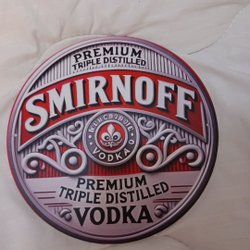 PREMIUM
TRIPLE DISTILLED
SMIRNOFF
VODKA
PREMIUM
TRIPLE DISTILLED
VODKA